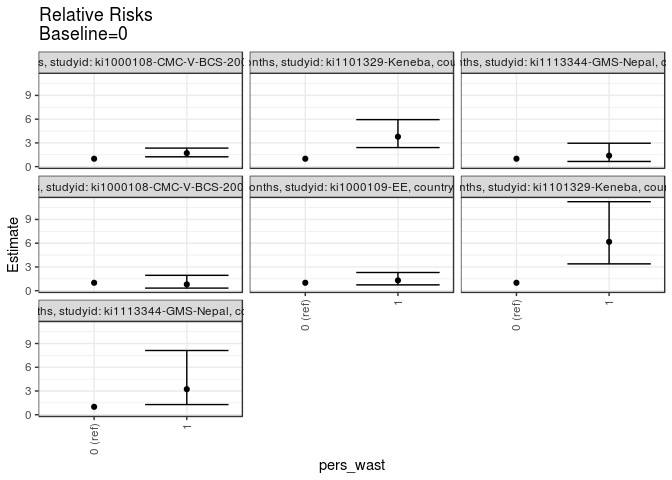 Relative Risks
Baseline=0
s, studyid: ki1000108-CMC-V-BCS-200
onths, studyid: ki1101329-Keneba, cou
nths, studyid: ki1113344-GMS-Nepal, c
9
6
3
0
s, studyid: ki1000108-CMC-V-BCS-200
onths, studyid: ki1000109-EE, country
nths, studyid: ki1101329-Keneba, coun
Estimate
9
6
3
0
ths, studyid: ki1113344-GMS-Nepal, co
9
6
3
0
0 (ref)
1
0 (ref)
1
0 (ref)
1
pers_wast